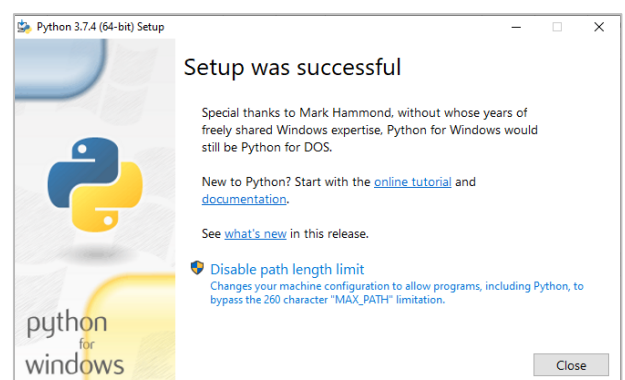 Python 3.7.4 (64-bit) Setup
Setup was successful
Special thanks to Mark Hammond, without whose years of
freely shared Windows expertise, Python for Windows would
still be Python for DOS.
New to Python? Start with the online tutorial and
documentation.
See what's new in this release.
Disable path length limit
Changes your machine configuration to allow programs, including Python, to
bypass the 260 character "MAX_PATH" limitation.
python
for
windows
Close